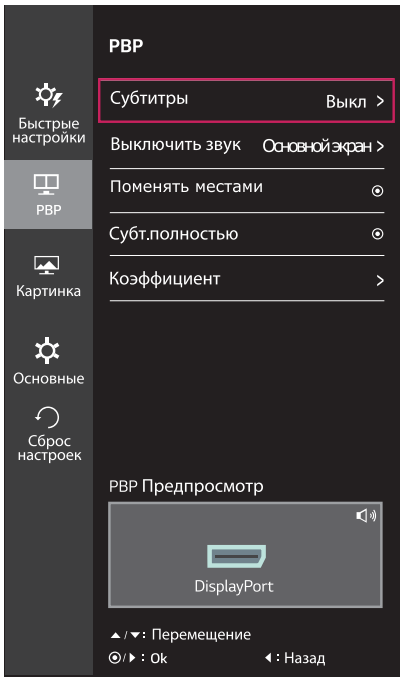 PBP
Быстрые
настройки
PBP
Картинка
Основные
Сброс
настроек
Субтитры Выкл >
Выключить звук Основной экран >
Поменять местами
Субт.полностью
Коэффициент >
PBP Предпросмотр
DisplayPort
▲/▼: Перемещение
◉/▶ : Ok ◀ : Назад